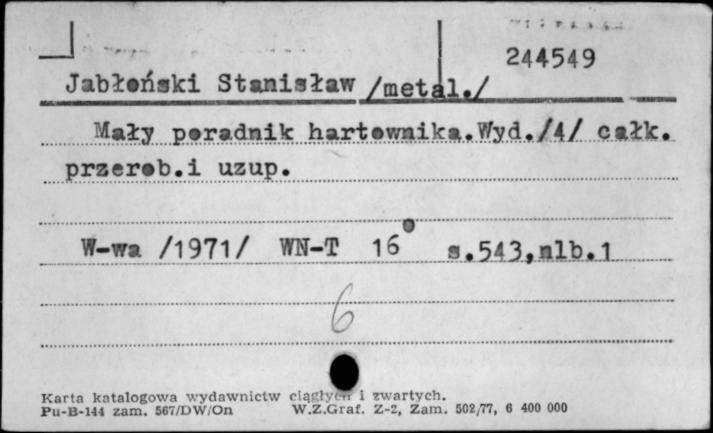 244549
Jabłoński Stanisław /metal./
Mały poradnik hartownika.Wyd./4/ całk.
przerob.i uzup.
W-wa /1971/ WN-T 16° s.543,nlb.1
6
Karta katalogowa wydawnictw ciągłych i zwartych.
Pu-B-144 zam. 567/DW/On W.Z.Graf. Z-2, Zam. 502/77, 6 400 000